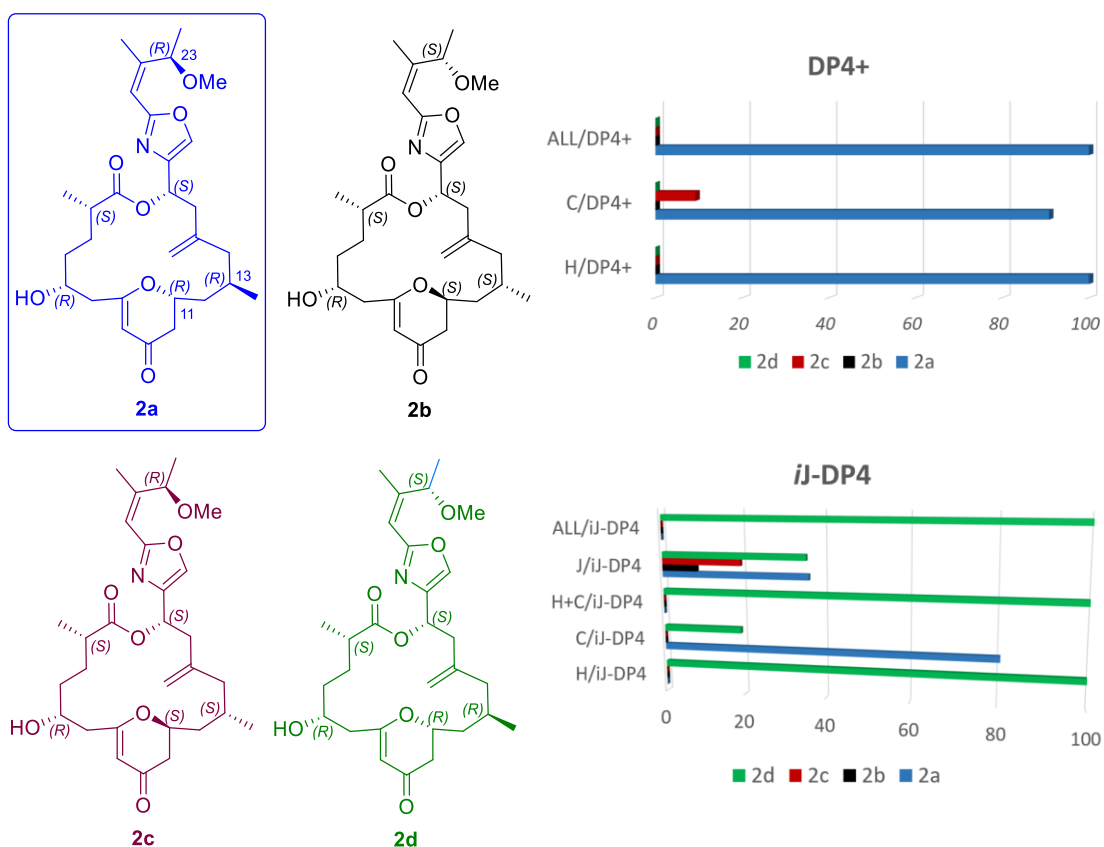 (R)
23
OMe
O
N
O
(S)
O
(S)
HO
(R)
O
(R)
(R)
13
11
O
2a
(S)
OMe
O
N
O
(S)
O
(S)
HO
(R)
O
(S)
(S)
O
2b
DP4+
ALL/DP4+
C/DP4+
H/DP4+
0 20 40 60 80 100
2d 2c 2b 2a
(R)
OMe
O
N
O
(S)
O
(S)
HO
(R)
O
(S)
(S)
O
2c
(S)
OMe
O
N
O
(S)
O
(S)
HO
(R)
O
(R)
(R)
O
2d
iJ-DP4
ALL/iJ-DP4
J/iJ-DP4
H+C/iJ-DP4
C/iJ-DP4
H/iJ-DP4
0 20 40 60 80 100
2d 2c 2b 2a